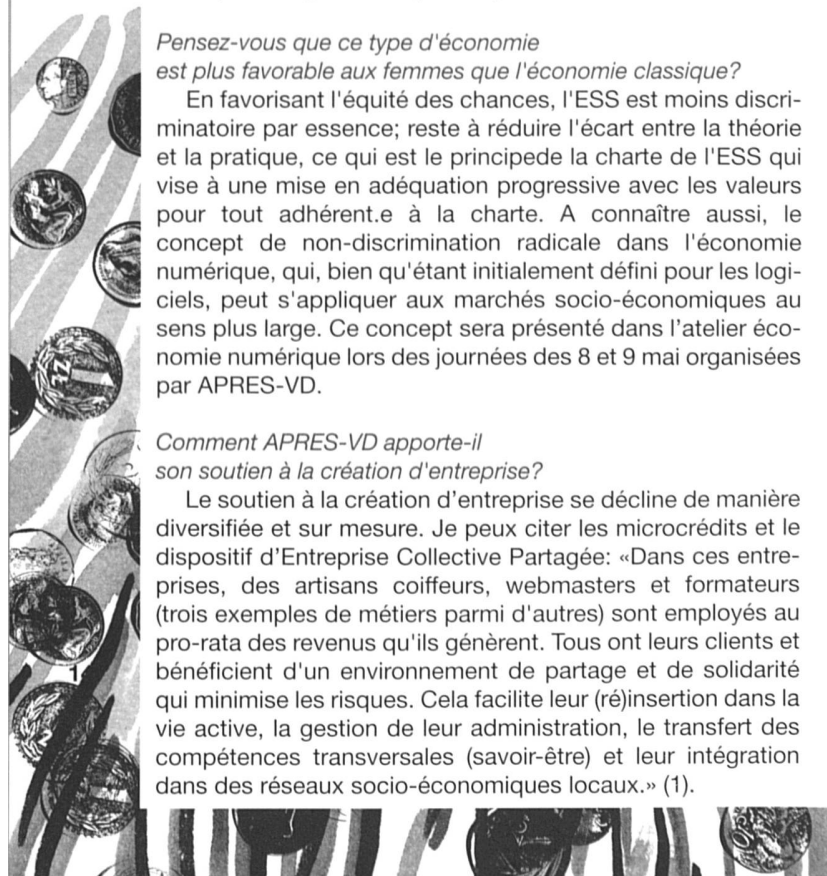 Pensez-vous que ce type d'économie
est plus favorable aux femmes que l'économie classique?
En favorisant l'équité des chances, l'ESS est moins discri-
minatoire par essence; reste à réduire l'écart entre la théorie
et la pratique, ce qui est le principede la charte de l'ESS qui
vise à une mise en adéquation progressive avec les valeurs
pour tout adhérent.e à la charte. A connaître aussi, le
concept de non-discrimination radicale dans l'économie
numérique, qui, bien qu'étant initialement défini pour les logi-
ciels, peut s'appliquer aux marchés socio-économiques au
sens plus large. Ce concept sera présenté dans l'atelier éco-
nomie numérique lors des journées des 8 et 9 mai organisées
par APRES-VD.
Comment APRES-VD apporte-il
son soutien à la création d'entreprise?
Le soutien à la création d'entreprise se décline de manière
diversifiée et sur mesure. Je peux citer les microcrédits et le
dispositif d'Entreprise Collective Partagée: «Dans ces entre-
prises, des artisans coiffeurs, webmasters et formateurs
(trois exemples de métiers parmi d'autres) sont employés au
pro-rata des revenus qu'ils génèrent. Tous ont leurs clients et
bénéficient d'un environnement de partage et de solidarité
qui minimise les risques. Cela facilite leur (ré)insertion dans la
vie active, la gestion de leur administration, le transfert des
compétences transversales (savoir-être) et leur intégration
dans des réseaux socio-économiques locaux.» (1).
1